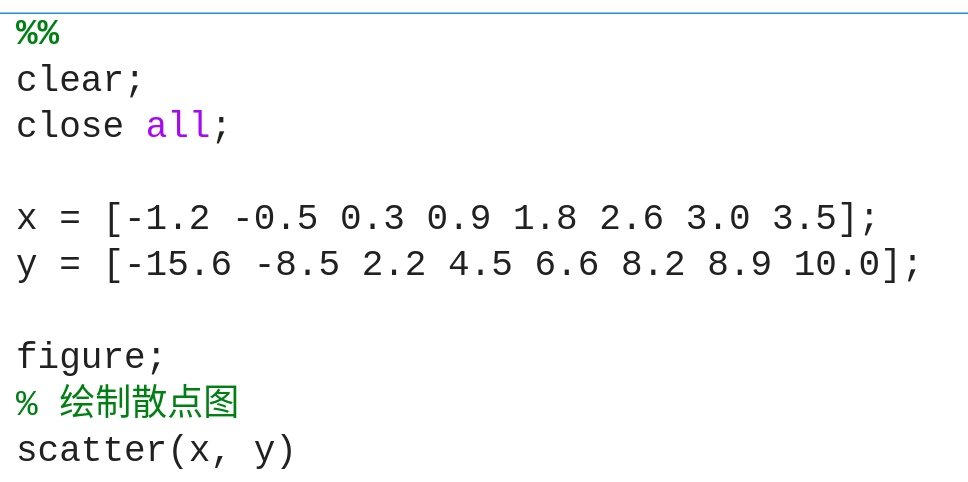 %%
clear;
close all;
x = [-1.2 -0.5 0.3 0.9 1.8 2.6 3.0 3.5];
y = [-15.6 -8.5 2.2 4.5 6.6 8.2 8.9 10.0];
figure;
% 绘制散点图
scatter(x, y)